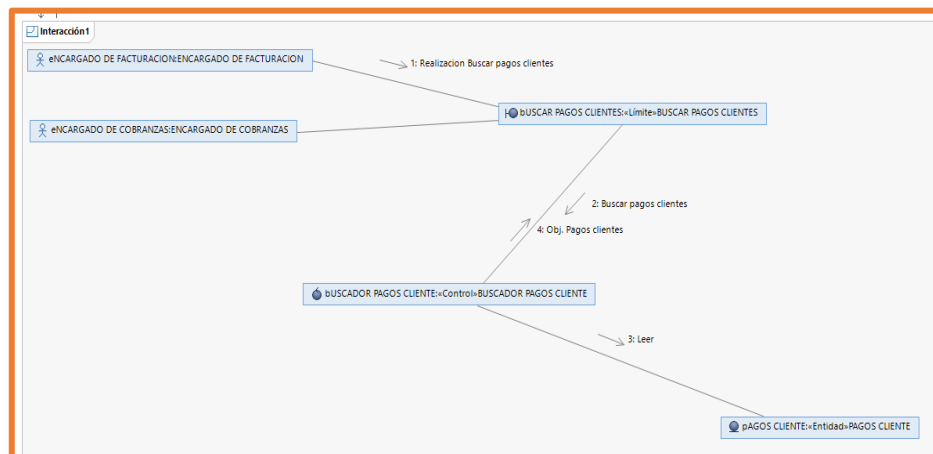 Interacción1
eNCARGADO DE FACTURACION:ENCARGADO DE FACTURACION
1: Realizacion Buscar pagos clientes
bUSCAR PAGOS CLIENTES:«Límite»BUSCAR PAGOS CLIENTES
eNCARGADO DE COBRANZAS:ENCARGADO DE COBRANZAS
2: Buscar pagos clientes
4: Obj. Pagos clientes
bUSCADOR PAGOS CLIENTE:«Control»BUSCADOR PAGOS CLIENTE
3: Leer
pAGOS CLIENTE:«Entidad»PAGOS CLIENTE